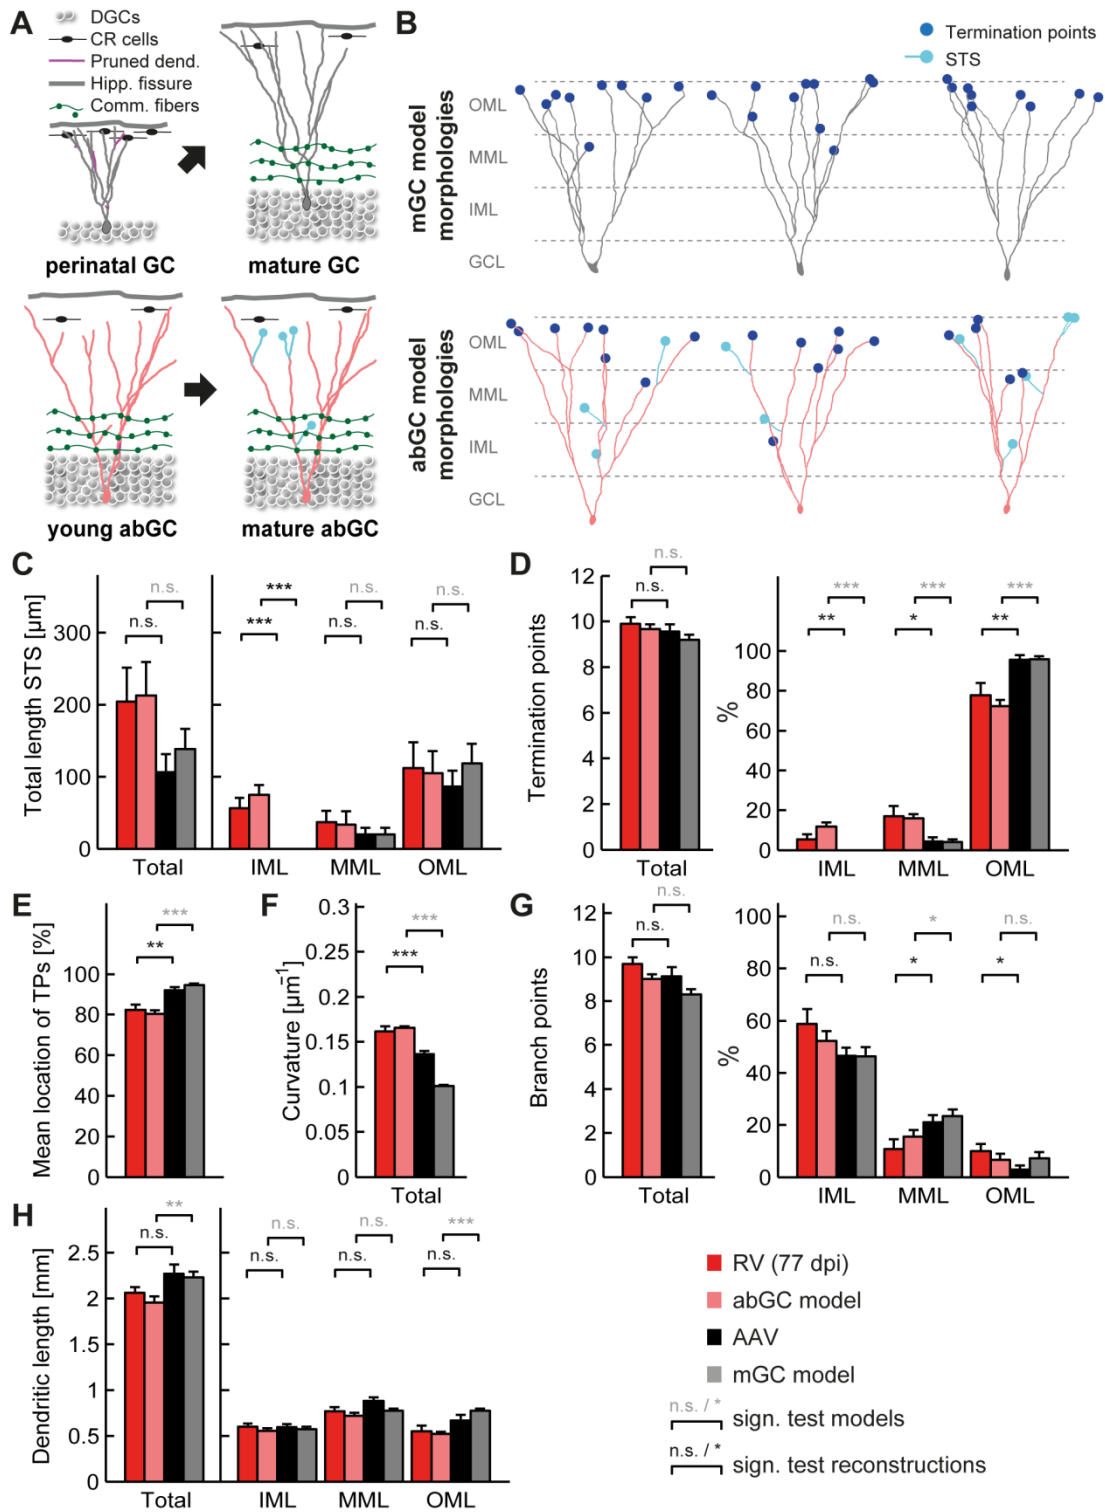 A
DGCs
CR cells
Pruned dend.
Hipp. fissure
Comm. fibers
perinatal GC
mature GC
young abGC
mature abGC
B
Termination points
STS
mGC model
morphologies
OML
MML
IML
GCL
abGC model
morphologies
OML
MML
IML
GCL
C
Total length STS [µm]
300
200
100
0
n.s.
n.s.
***
***
n.s.
n.s.
n.s.
n.s.
Total
IML
MML
OML
D
Termination points
12
10
8
6
4
2
0
n.s.
n.s.
Total
%
100
80
60
40
20
0
***
**
***
*
***
**
IML
MML
OML
E
Mean location of TPs [%]
100
80
60
40
20
0
***
**
F
Curvature [µm⁻¹]
0.3
0.25
0.2
0.15
0.1
0.05
0
***
***
Total
G
Branch points
12
10
8
6
4
2
0
n.s.
n.s.
Total
%
100
80
60
40
20
0
n.s.
n.s.
*
*
n.s.
*
IML
MML
OML
H
Dendritic length [mm]
2.5
2
1.5
1
0.5
0
**
n.s.
n.s.
n.s.
n.s.
n.s.
***
n.s.
Total
IML
MML
OML
RV (77 dpi)
abGC model
AAV
mGC model
n.s. / * sign. test models
n.s. / * sign. test reconstructions